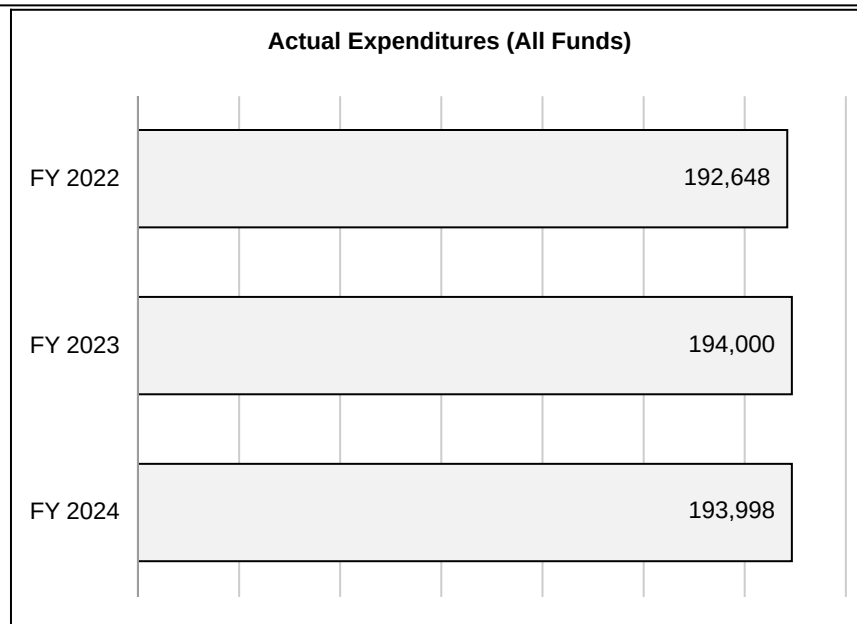 Actual Expenditures (All Funds)
FY 2022
192,648
FY 2023
194,000
FY 2024
193,998